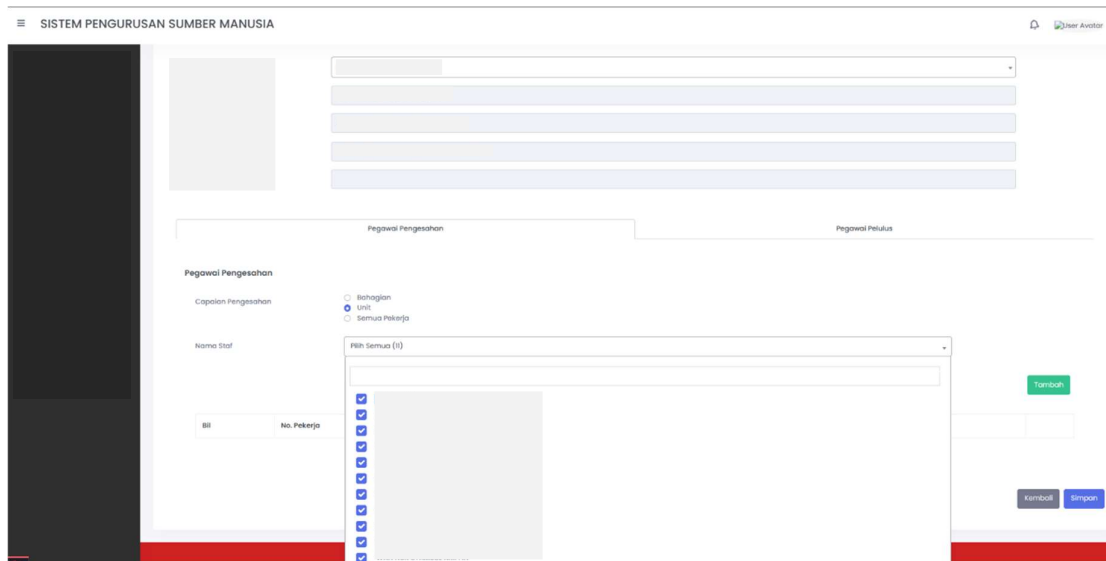 SISTEM PENGURUSAN SUMBER MANUSIA
User Avatar
Pegawai Pengesahan
Pegawai Pelulus
Pegawai Pengesahan
Capaian Pengesahan
Bahagian
Unit
Semua Pekerja
Nama Staf
Pilih Semua (11)
Tambah
Bil No. Pekerja
Kembali Simpan